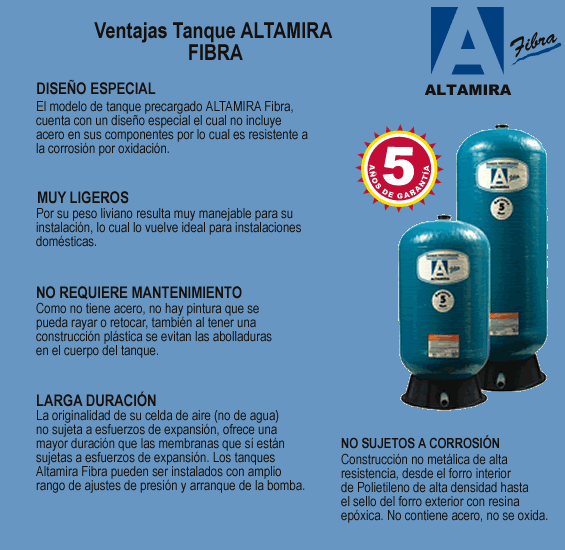 Ventajas Tanque ALTAMIRA
FIBRA
A
Fibra
ALTAMIRA
DISEÑO ESPECIAL
El modelo de tanque precargado ALTAMIRA Fibra,
cuenta con un diseño especial el cual no incluye
acero en sus componentes por lo cual es resistente a
la corrosión por oxidación.
5
AÑOS DE GARANTÍA
MUY LIGEROS
Por su peso liviano resulta muy manejable para su
instalación, lo cual lo vuelve ideal para instalaciones
domésticas.
NO REQUIERE MANTENIMIENTO
Como no tiene acero, no hay pintura que se
pueda rayar o retocar, también al tener una
construcción plástica se evitan las abolladuras
en el cuerpo del tanque.
LARGA DURACIÓN
La originalidad de su celda de aire (no de agua)
no sujeta a esfuerzos de expansión, ofrece una
mayor duración que las membranas que sí están
sujetas a esfuerzos de expansión. Los tanques
Altamira Fibra pueden ser instalados con amplio
rango de ajustes de presión y arranque de la bomba.
A
Fibra
ALTAMIRA
5
A
Fibra
ALTAMIRA
5
NO SUJETOS A CORROSIÓN
Construcción no metálica de alta
resistencia, desde el forro interior
de Polietileno de alta densidad hasta
el sello del forro exterior con resina
epóxica. No contiene acero, no se oxida.